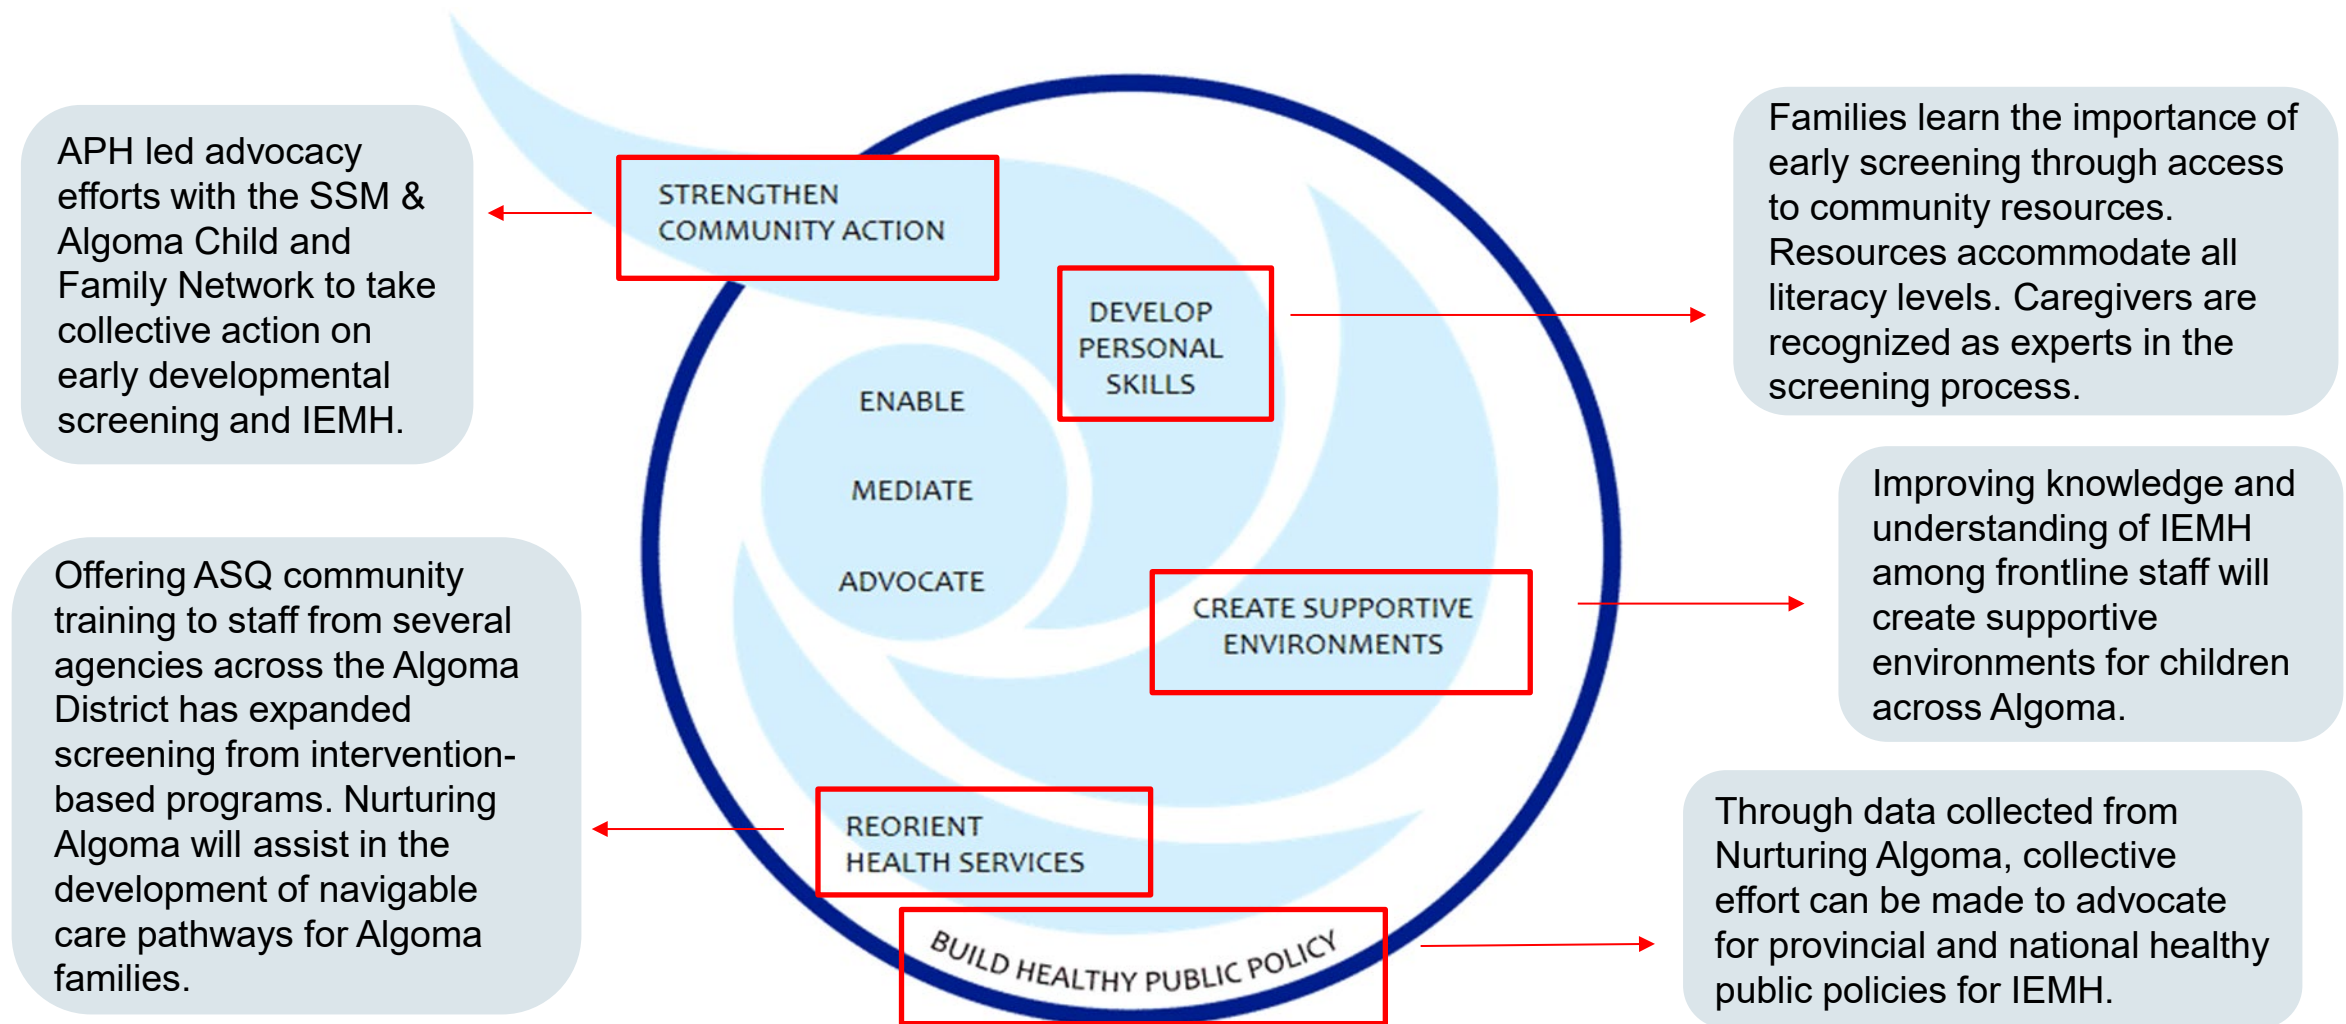 APH led advocacy
efforts with the SSM &
Algoma Child and
Family Network to take
collective action on
early developmental
screening and IEMH.
Offering ASQ community
training to staff from several
agencies across the Algoma
District has expanded
screening from intervention-
based programs. Nurturing
Algoma will assist in the
development of navigable
care pathways for Algoma
families.
STRENGTHEN
COMMUNITY ACTION
DEVELOP
PERSONAL
SKILLS
ENABLE
MEDIATE
ADVOCATE
CREATE SUPPORTIVE
ENVIRONMENTS
REORIENT
HEALTH SERVICES
BUILD HEALTHY PUBLIC POLICY
Families learn the importance of
early screening through access
to community resources.
Resources accommodate all
literacy levels. Caregivers are
recognized as experts in the
screening process.
Improving knowledge and
understanding of IEMH
among frontline staff will
create supportive
environments for children
across Algoma.
Through data collected from
Nurturing Algoma, collective
effort can be made to advocate
for provincial and national healthy
public policies for IEMH.